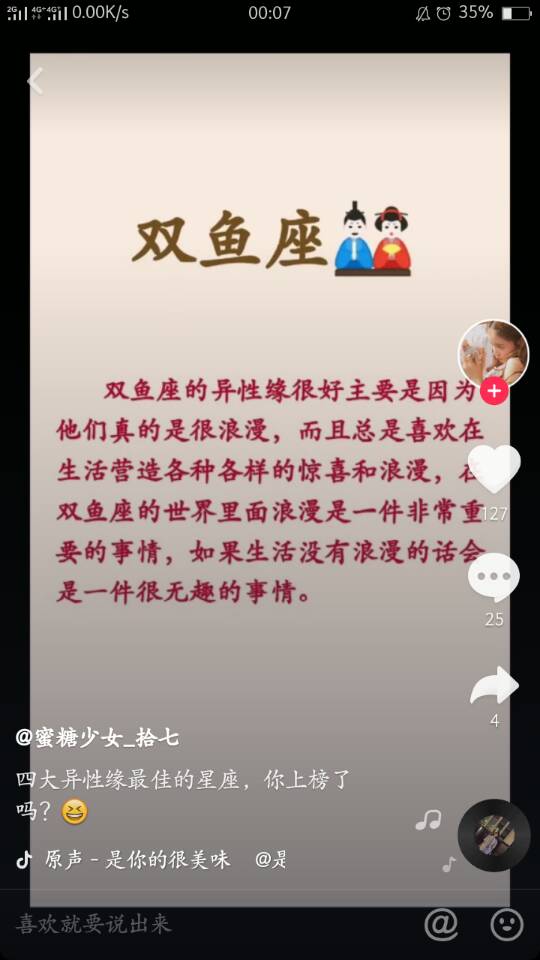 2G 4G+ 4G+ 0.00K/s 00:07 35%
双鱼座
双鱼座的异性缘很好主要是因为
他们真的是很浪漫，而且总是喜欢在
生活营造各种各样的惊喜和浪漫，在
双鱼座的世界里面浪漫是一件非常重
要的事情，如果生活没有浪漫的话会
是一件很无趣的事情。
127
25
4
@蜜糖少女_拾七
四大异性缘最佳的星座，你上榜了
吗？
原声 - 是你的很美味 @是
喜欢就要说出来 @